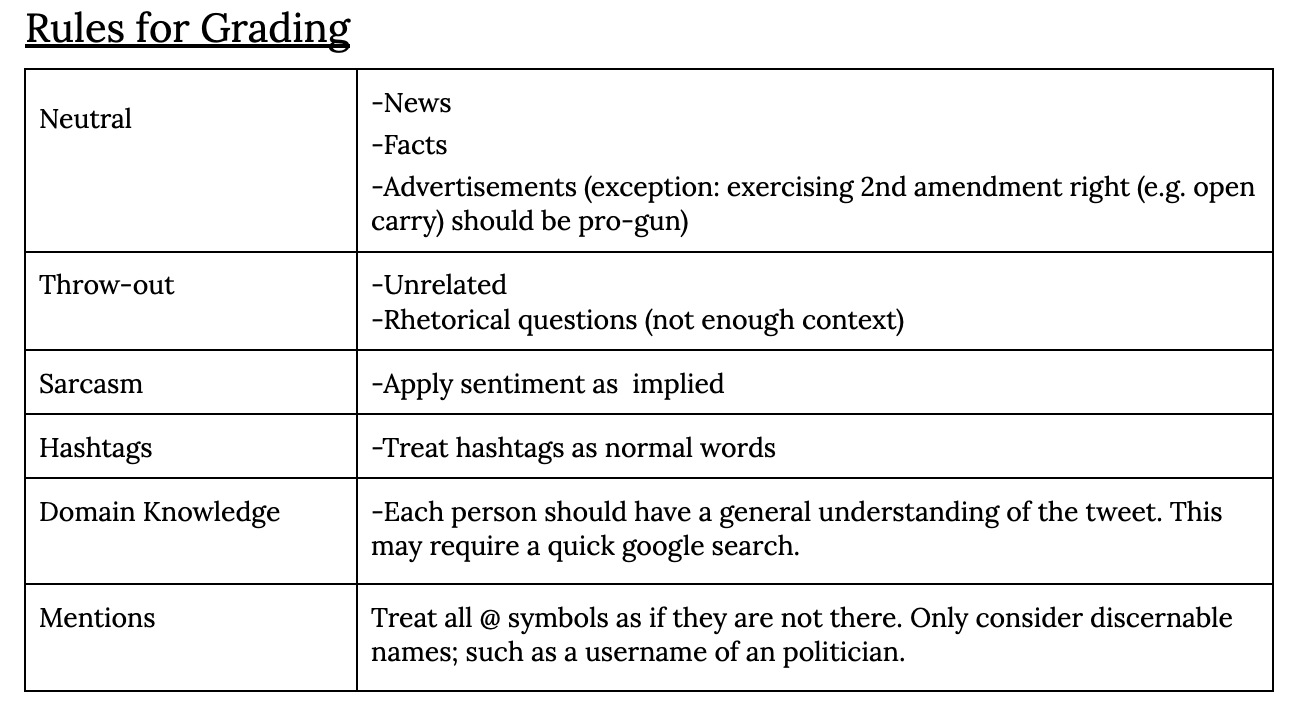 Rules for Grading
Neutral
-News
-Facts
-Advertisements (exception: exercising 2nd amendment right (e.g. open
carry) should be pro-gun)
Throw-out
-Unrelated
-Rhetorical questions (not enough context)
Sarcasm
-Apply sentiment as  implied
Hashtags
-Treat hashtags as normal words
Domain Knowledge
-Each person should have a general understanding of the tweet. This
may require a quick google search.
Mentions
Treat all @ symbols as if they are not there. Only consider discernable
names; such as a username of an politician.